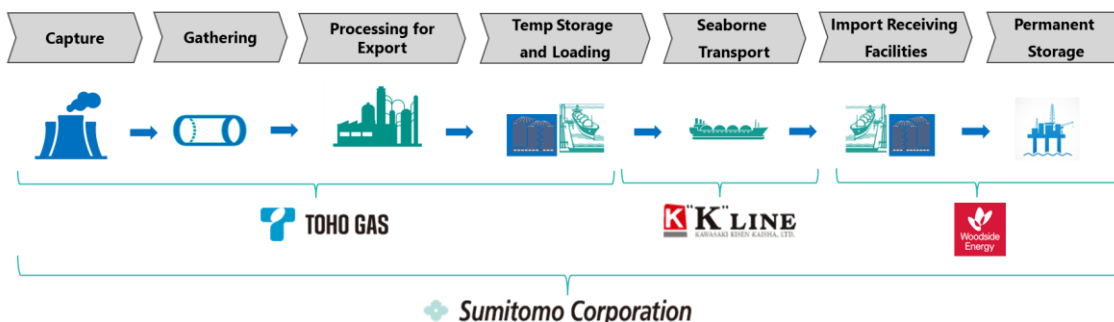 Capture
Gathering
Processing for
Export
Temp Storage
and Loading
Seaborne
Transport
Import Receiving
Facilities
Permanent
Storage
TOHO GAS
K "K" LINE
KAWASAKI KISEN KAISHA, LTD.
Woodside
Energy
Sumitomo Corporation